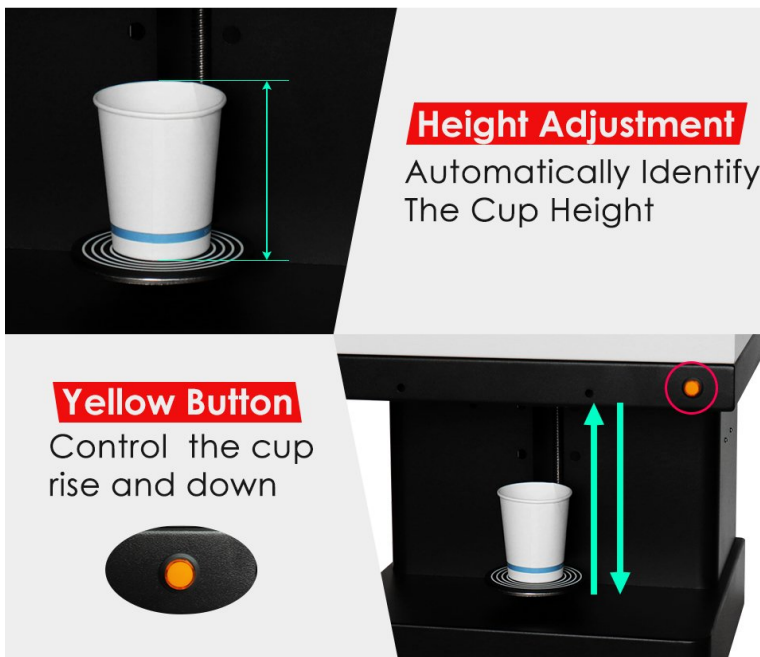 Height Adjustment
Automatically Identify
The Cup Height
Yellow Button
Control the cup
rise and down